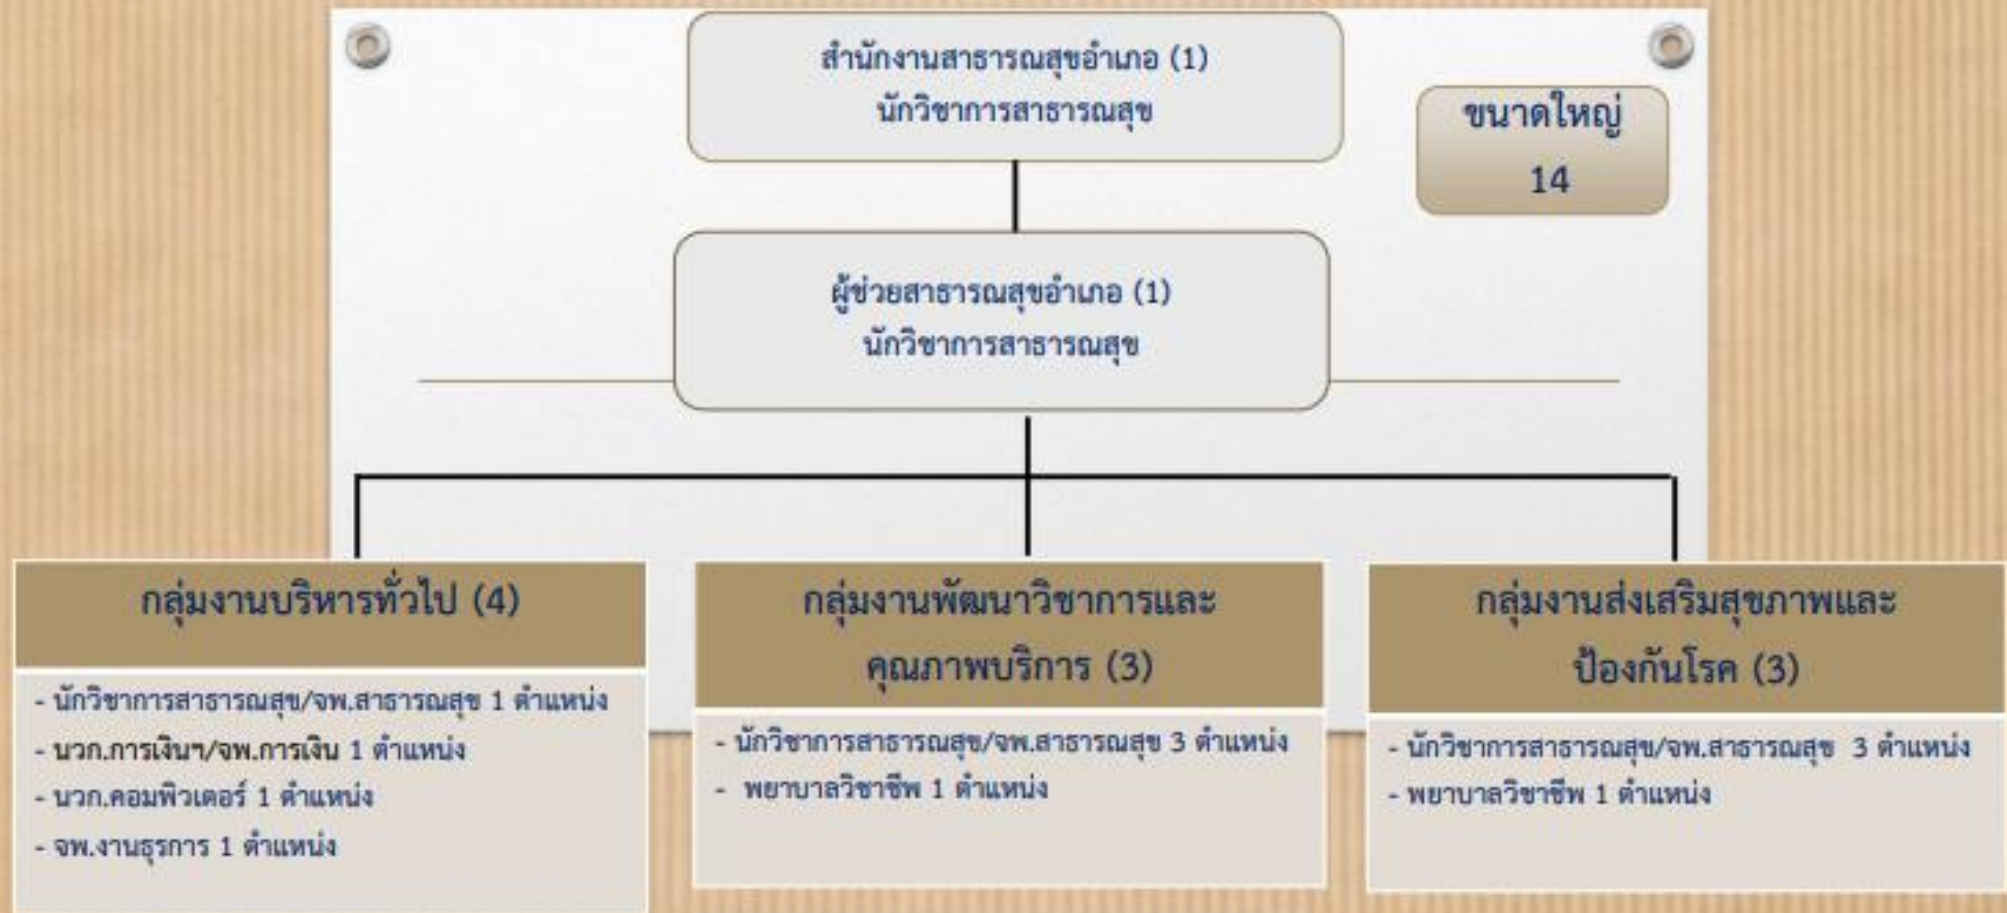 สำนักงานสาธารณสุขอำเภอ (1)
นักวิชาการสาธารณสุข
ขนาดใหญ่
14
ผู้ช่วยสาธารณสุขอำเภอ (1)
นักวิชาการสาธารณสุข
กลุ่มงานบริหารทั่วไป (4)
- นักวิชาการสาธารณสุข/จพ.สาธารณสุข 1 ตำแหน่ง
- นวก.การเงินฯ/จพ.การเงิน 1 ตำแหน่ง
- นวก.คอมพิวเตอร์ 1 ตำแหน่ง
- จพ.งานธุรการ 1 ตำแหน่ง
กลุ่มงานพัฒนาวิชาการและ
คุณภาพบริการ (3)
- นักวิชาการสาธารณสุข/จพ.สาธารณสุข 3 ตำแหน่ง
- พยาบาลวิชาชีพ 1 ตำแหน่ง
กลุ่มงานส่งเสริมสุขภาพและ
ป้องกันโรค (3)
- นักวิชาการสาธารณสุข/จพ.สาธารณสุข 3 ตำแหน่ง
- พยาบาลวิชาชีพ 1 ตำแหน่ง